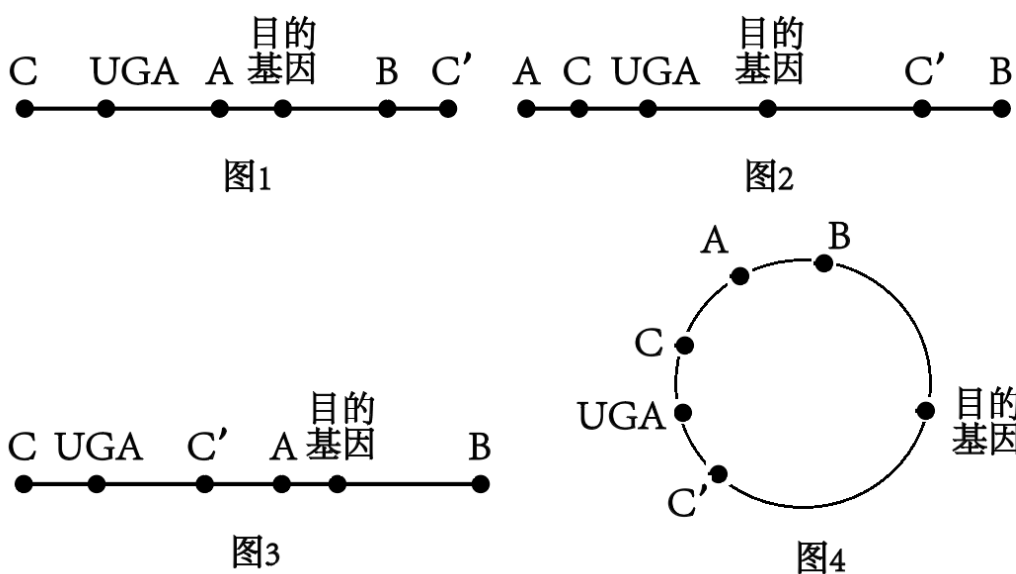 C UGA A 目的基因 B C′
图1
A C UGA 目的基因 C′ B
图2
C UGA C′ A 目的基因 B
图3
A B
C
UGA
目的
基因
C′
图4